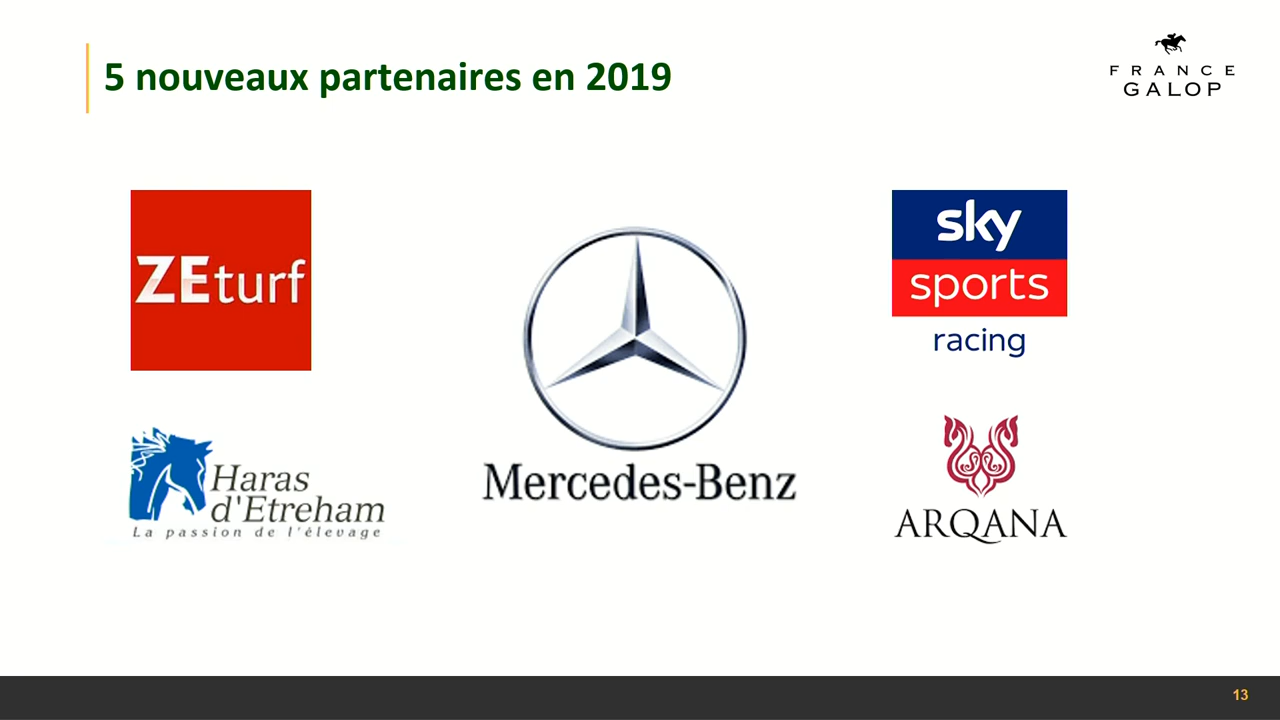 5 nouveaux partenaires en 2019
FRANCE
GALOP
ZEturf
sky
sports
racing
Mercedes-Benz
Haras
d'Etreham
La passion de l'élevage
ARQANA
13